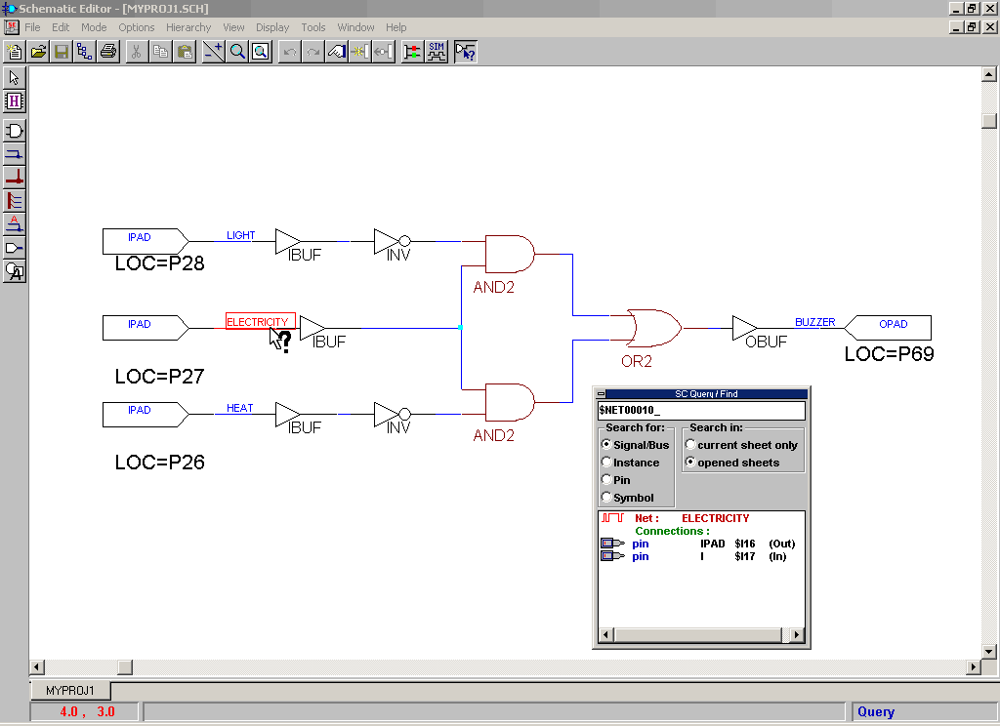 Schematic Editor - [MYPROJ1.SCH]
File Edit Mode Options Hierarchy View Display Tools Window Help
SIM
H
A
A
IPAD LIGHT
IBUF INV
LOC=P28
AND2
IPAD ELECTRICITY BUZZER OPAD
? IBUF OBUF
LOC=P69
OR2
LOC=P27
IPAD HEAT
IBUF INV
AND2
LOC=P26
SC Query / Find
$NET00010_
Search for: Search in:
Signal/Bus current sheet only
Instance opened sheets
Pin
Symbol
Net : ELECTRICITY
Connections :
pin IPAD $I16 (Out)
pin I $I17 (In)
MYPROJ1
4.0 , 3.0 Query